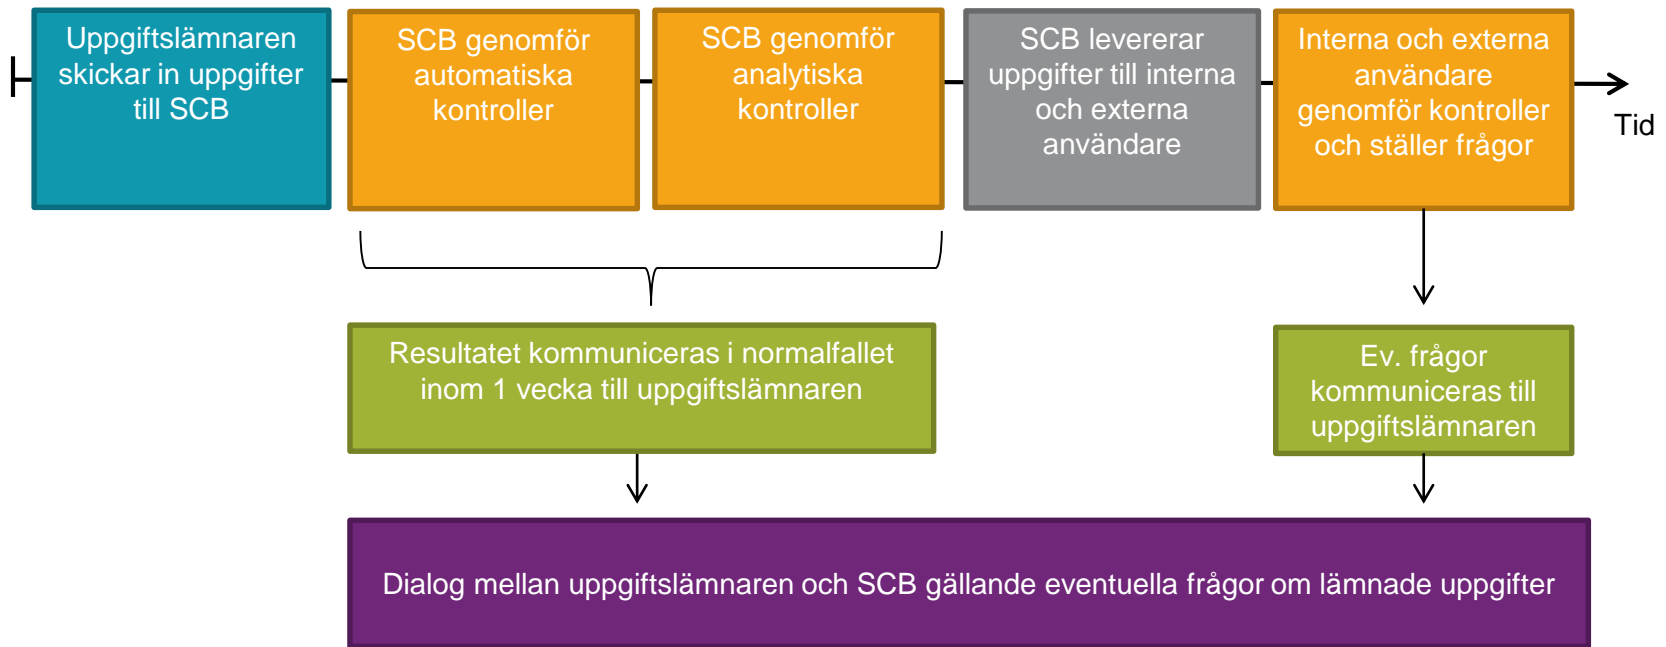 Uppgiftslämnaren
skickar in uppgifter
till SCB
SCB genomför
automatiska
kontroller
SCB genomför
analytiska
kontroller
SCB levererar
uppgifter till interna
och externa
användare
Interna och externa
användare
genomför kontroller
och ställer frågor
Tid
Resultatet kommuniceras i normalfallet
inom 1 vecka till uppgiftslämnaren
Ev. frågor
kommuniceras till
uppgiftslämnaren
Dialog mellan uppgiftslämnaren och SCB gällande eventuella frågor om lämnade uppgifter